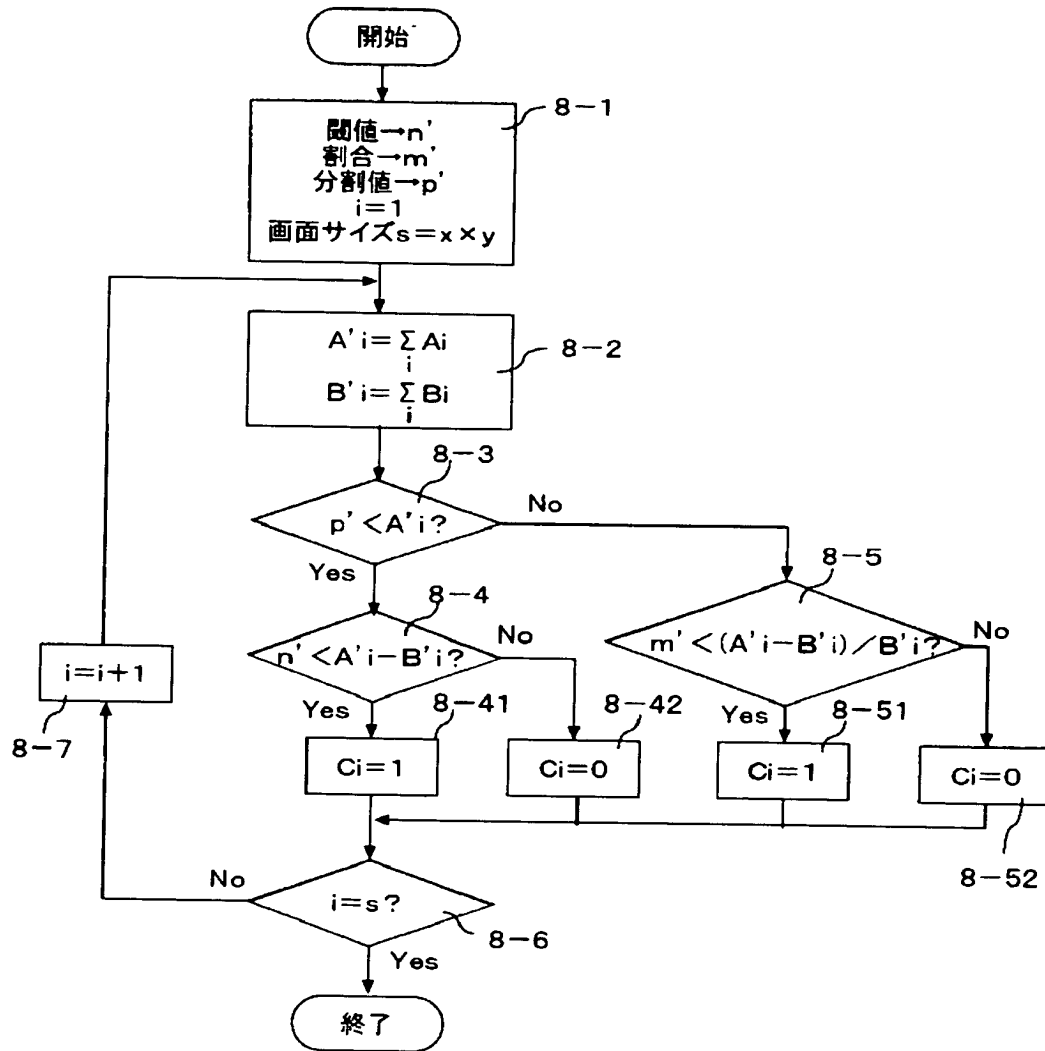 開始
8-1
閾値→n'
割合→m'
分割値→p'
i=1
画面サイズs=x×y
A'i=ΣAi
i
8-2
B'i=ΣBi
i
8-3
p'<A'i?
No
Yes
8-4
n'<A'i-B'i?
No
Yes
8-5
m'<(A'i-B'i)/B'i?
No
Yes
i=i+1
8-7
8-41
Ci=1
8-42
Ci=0
8-51
Ci=1
Ci=0
8-52
No
i=s?
8-6
Yes
終了